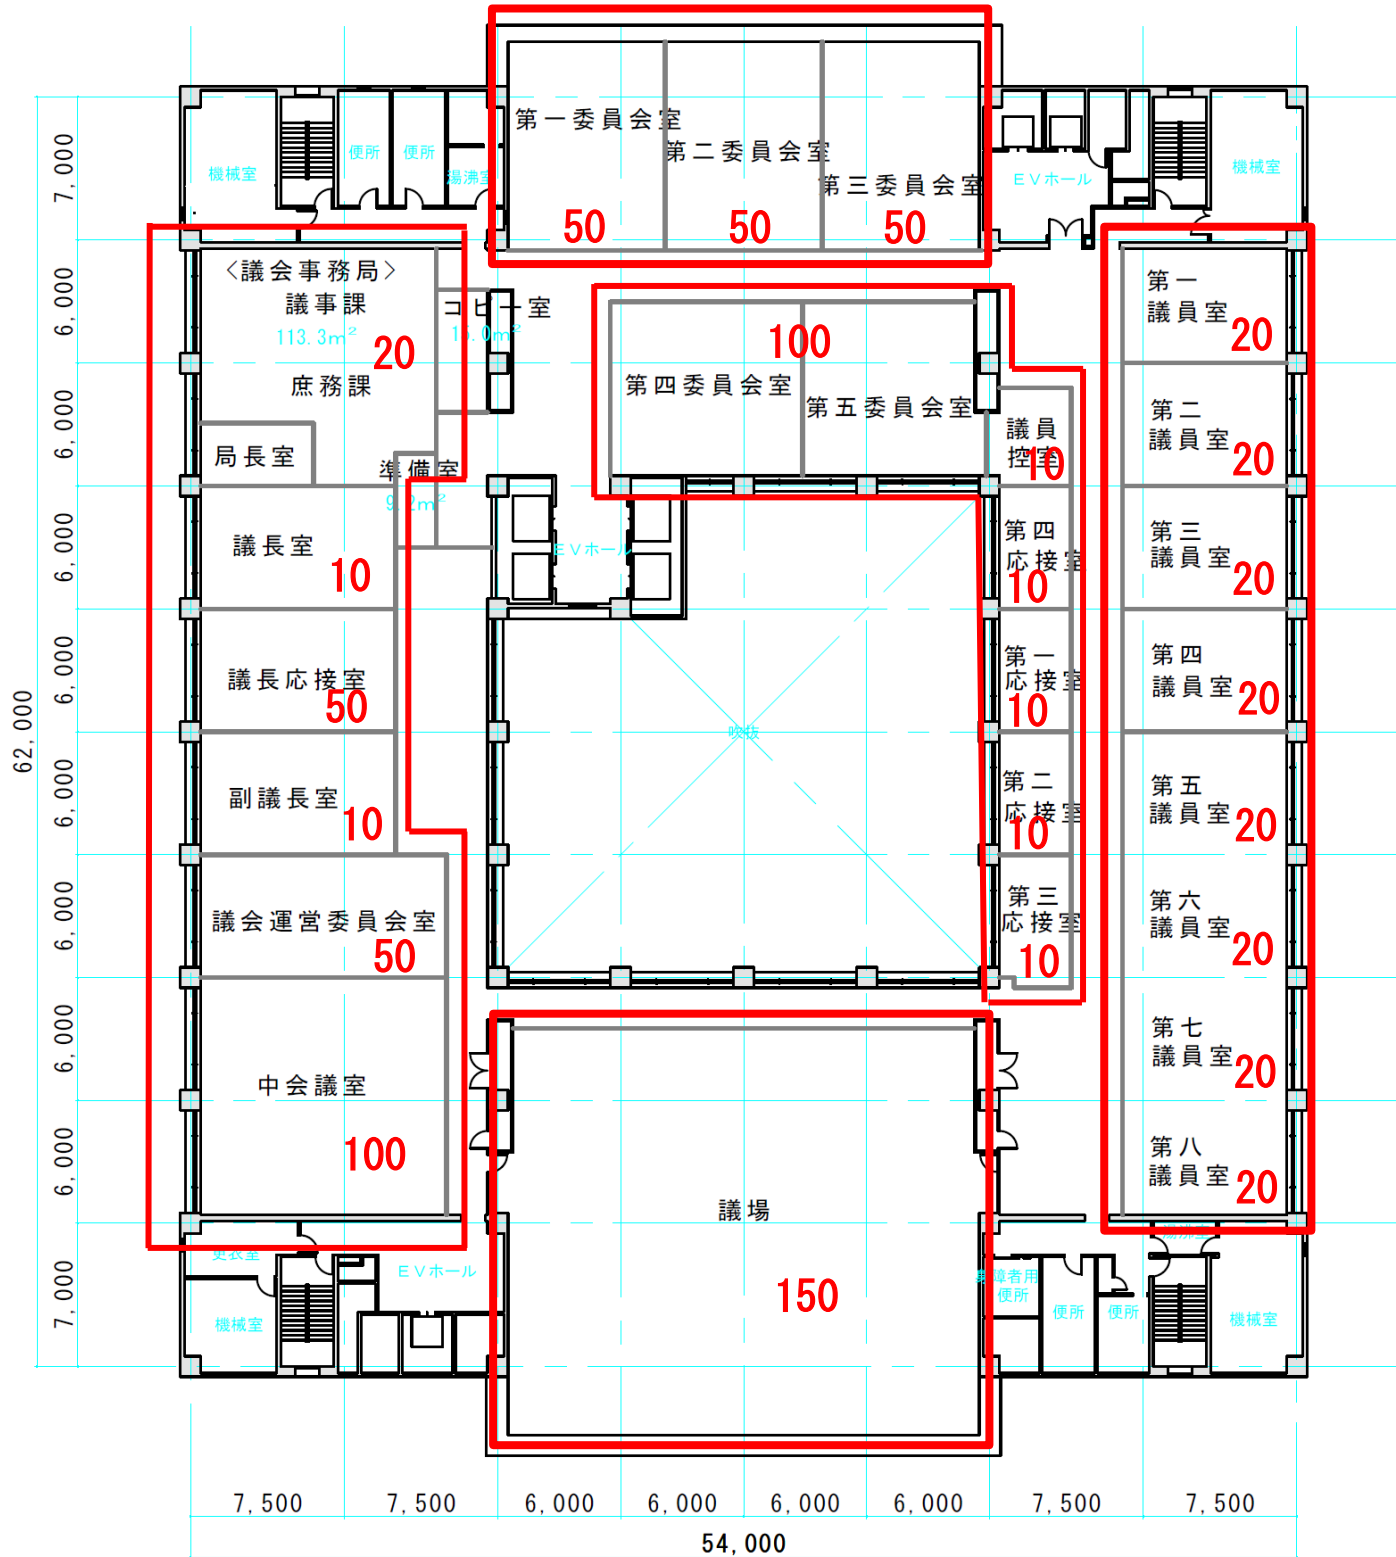 第一委員会室
50
第二委員会室
50
第三委員会室
50
機械室
便所
便所
湯沸室
EVホール
機械室
7,000
6,000
6,000
6,000
6,000
6,000
6,000
6,000
6,000
7,000
62,000
〈議会事務局〉
議事課
113.3m²
20
庶務課
局長室
コピー室
準備室
議長室
10
議長応接室
50
副議長室
10
議会運営委員会室
50
中会議室
100
100
第四委員会室
第五委員会室
EVホール
吹抜
議員
控室
10
第四
応接室
10
第一
応接室
10
第二
応接室
10
第三
応接室
10
第一
議員室
20
第二
議員室
20
第三
議員室
20
第四
議員室
20
第五
議員室
20
第六
議員室
20
第七
議員室
20
第八
議員室
20
議場
150
更衣室
機械室
EVホール
便所
便所
便所
湯沸室
機械室
7,500
7,500
6,000
6,000
6,000
6,000
7,500
7,500
54,000